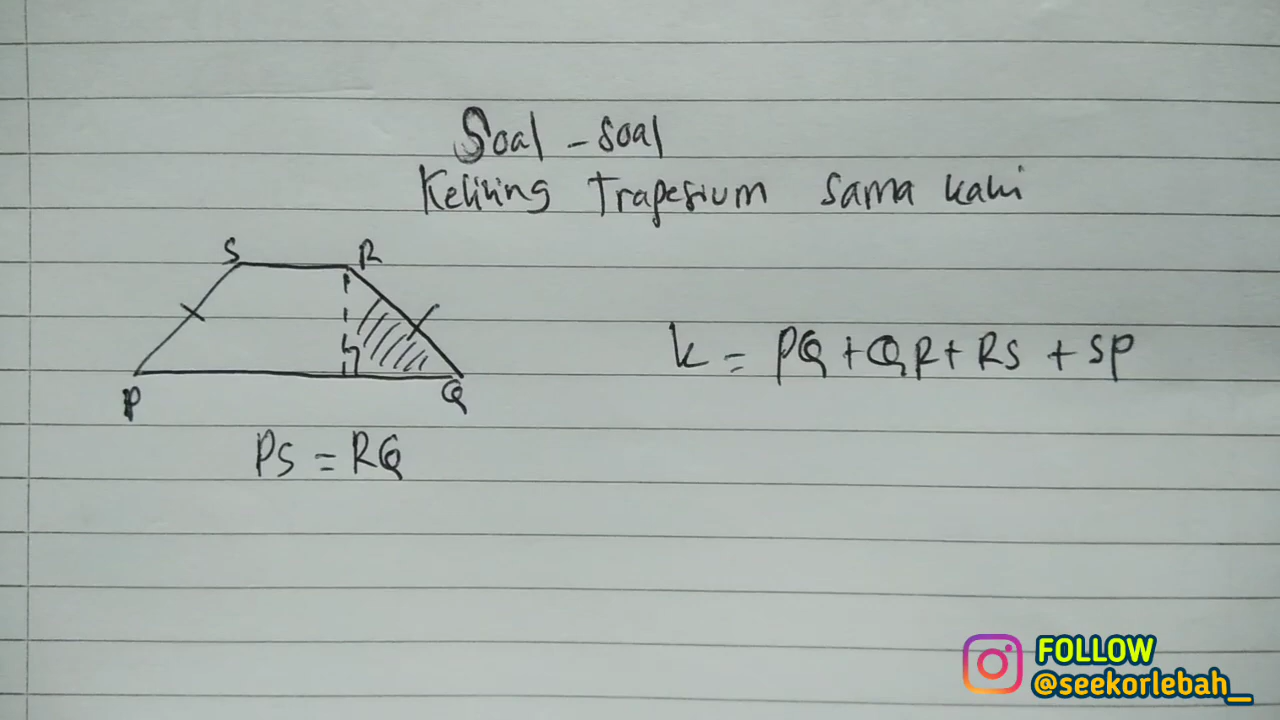 Soal - soal
Keliling Trapesium sama kaki
S R
K = PQ + QR + RS + SP
P Q
PS = RQ
FOLLOW
@seekorlebah_